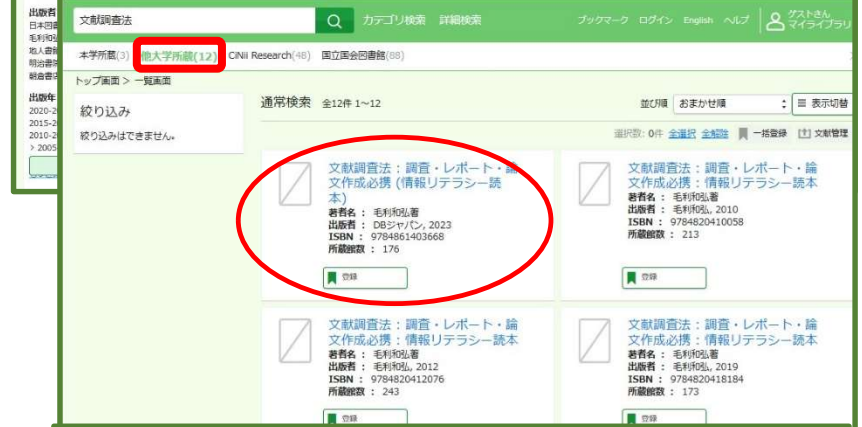 出版者
日本図書
毛利和弘
地人書館
明治書院
朝倉書店
出版年
2020-2
2015-2
2010-2
> 2005
文献調査法
カテゴリ検索 詳細検索
ブックマーク ログイン English ヘルプ
ゲストさん
マイライブラリ
本学所蔵(3) 他大学所蔵(12) CiNii Research(48) 国立国会図書館(88)
トップ画面 > 一覧画面
絞り込み
絞り込みはできません。
通常検索 全12件 1～12
並び順 おまかせ順 表示切替
選択数: 0件 全選択 全解除 一括登録 文献管理
文献調査法：調査・レポート・論
文作成必携 (情報リテラシー読
本)
著者名 ： 毛利和弘著
出版者 ： DBジャパン, 2023
ISBN ： 9784861403668
所蔵館数 ： 176
登録
文献調査法：調査・レポート・論
文作成必携：情報リテラシー読本
著者名 ： 毛利和弘著
出版者 ： 毛利和弘, 2010
ISBN ： 9784820410058
所蔵館数 ： 213
登録
文献調査法：調査・レポート・論
文作成必携：情報リテラシー読本
著者名 ： 毛利和弘著
出版者 ： 毛利和弘, 2012
ISBN ： 9784820412076
所蔵館数 ： 243
登録
文献調査法：調査・レポート・論
文作成必携：情報リテラシー読本
著者名 ： 毛利和弘著
出版者 ： 毛利和弘, 2019
ISBN ： 9784820418184
所蔵館数 ： 173
登録